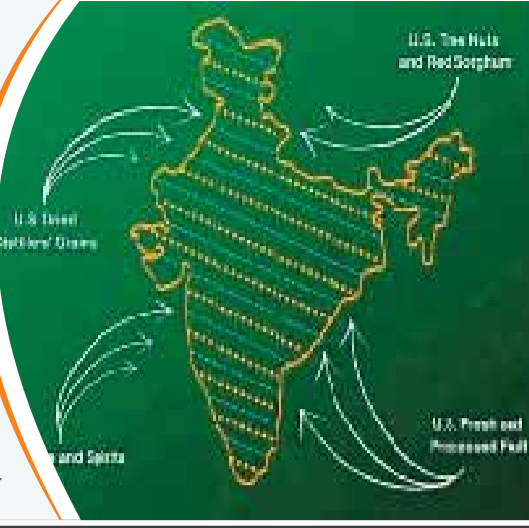 U.S. Tree Nuts
and Red Sorghum
U.S. Dried
Distillers' Grains
and Spirits
U.S. Fresh and
Processed Fruit